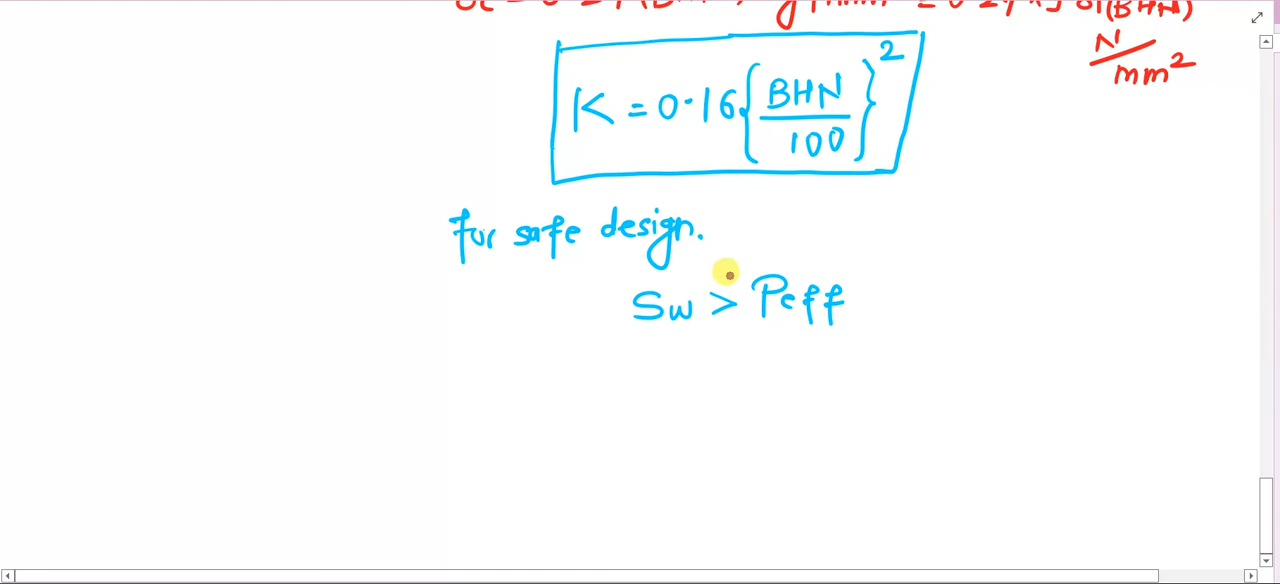 N/mm²
K = 0.16 {BHN/100}²
for safe design.
Sw > Peff